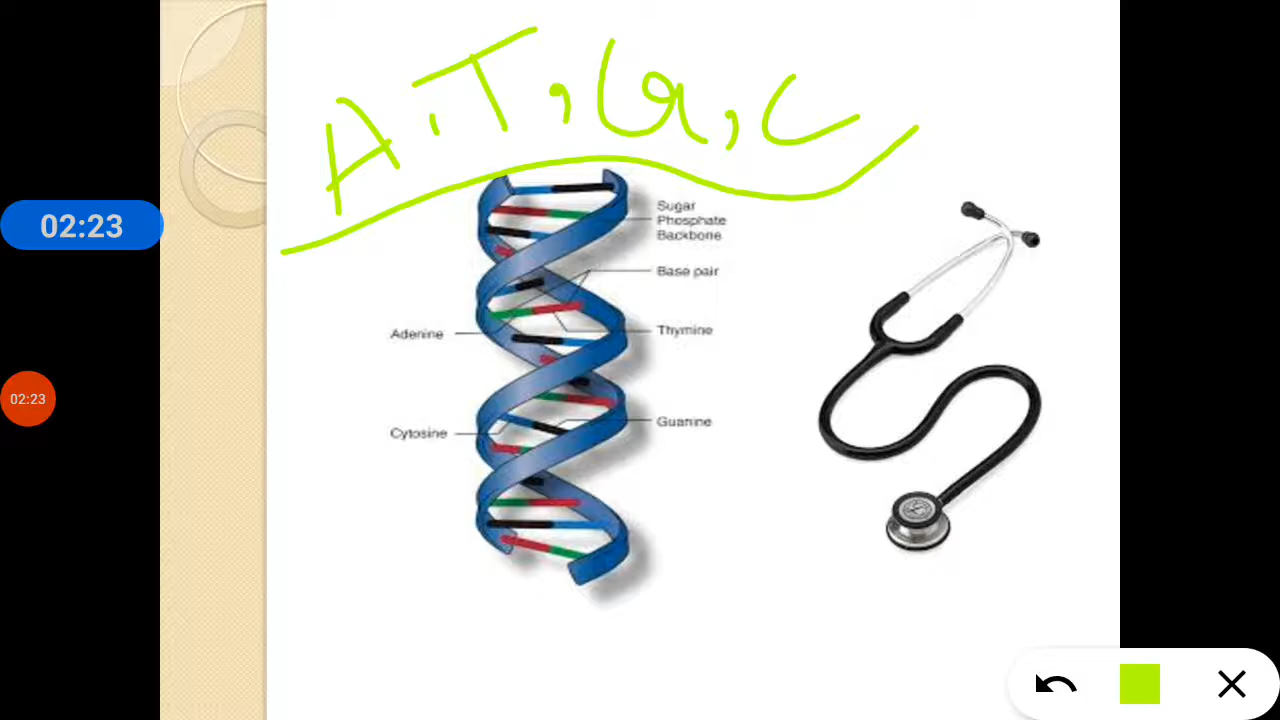 A, T, G, C
02:23
Sugar
Phosphate
Backbone
Base pair
Adenine
Thymine
02:23
Cytosine
Guanine